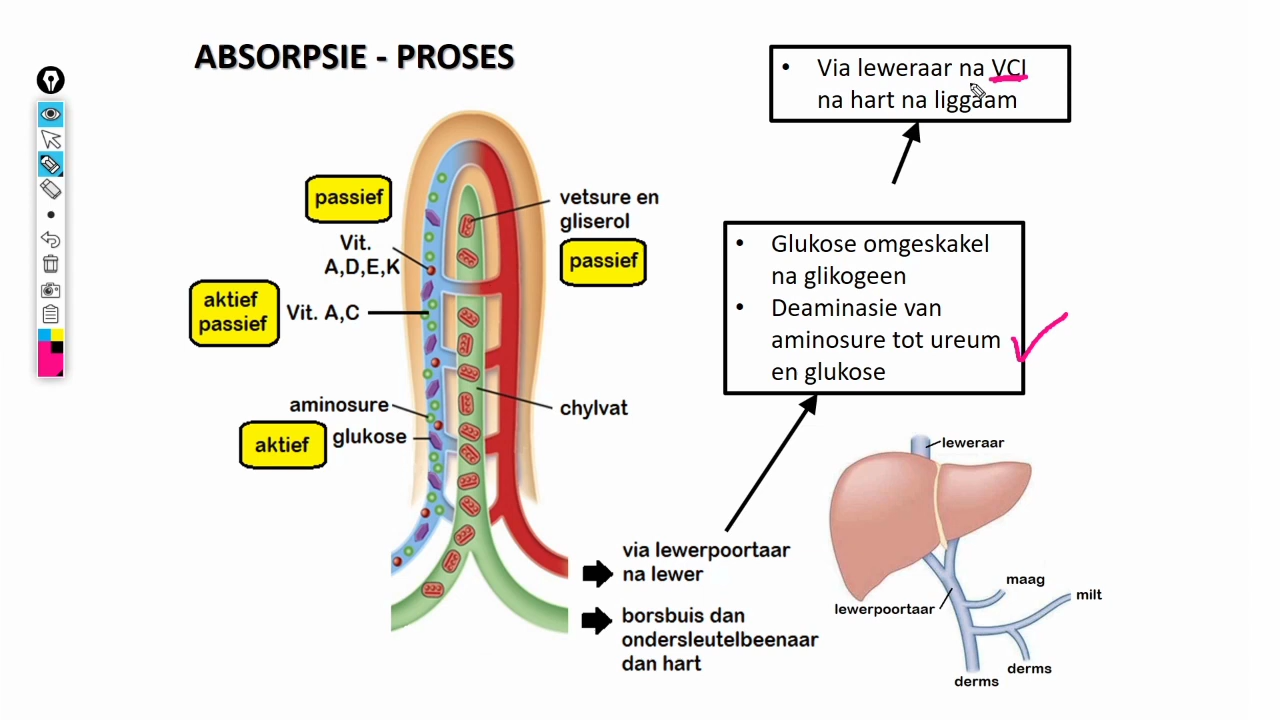 ABSORPSIE - PROSES
• Via leweraar na VCI
na hart na liggaam
passief
vetsure en
gliserol
passief
Vit.
A,D,E,K
aktief
passief
Vit. A,C
• Glukose omgeskakel
na glikogeen
• Deaminasie van
aminosure tot ureum
en glukose
aminosure
glukose
aktief
chylvat
leweraar
via lewerpoortaar
na lewer
borsbuis dan
ondersleutelbeenaar
dan hart
maag
milt
lewerpoortaar
derms
derms